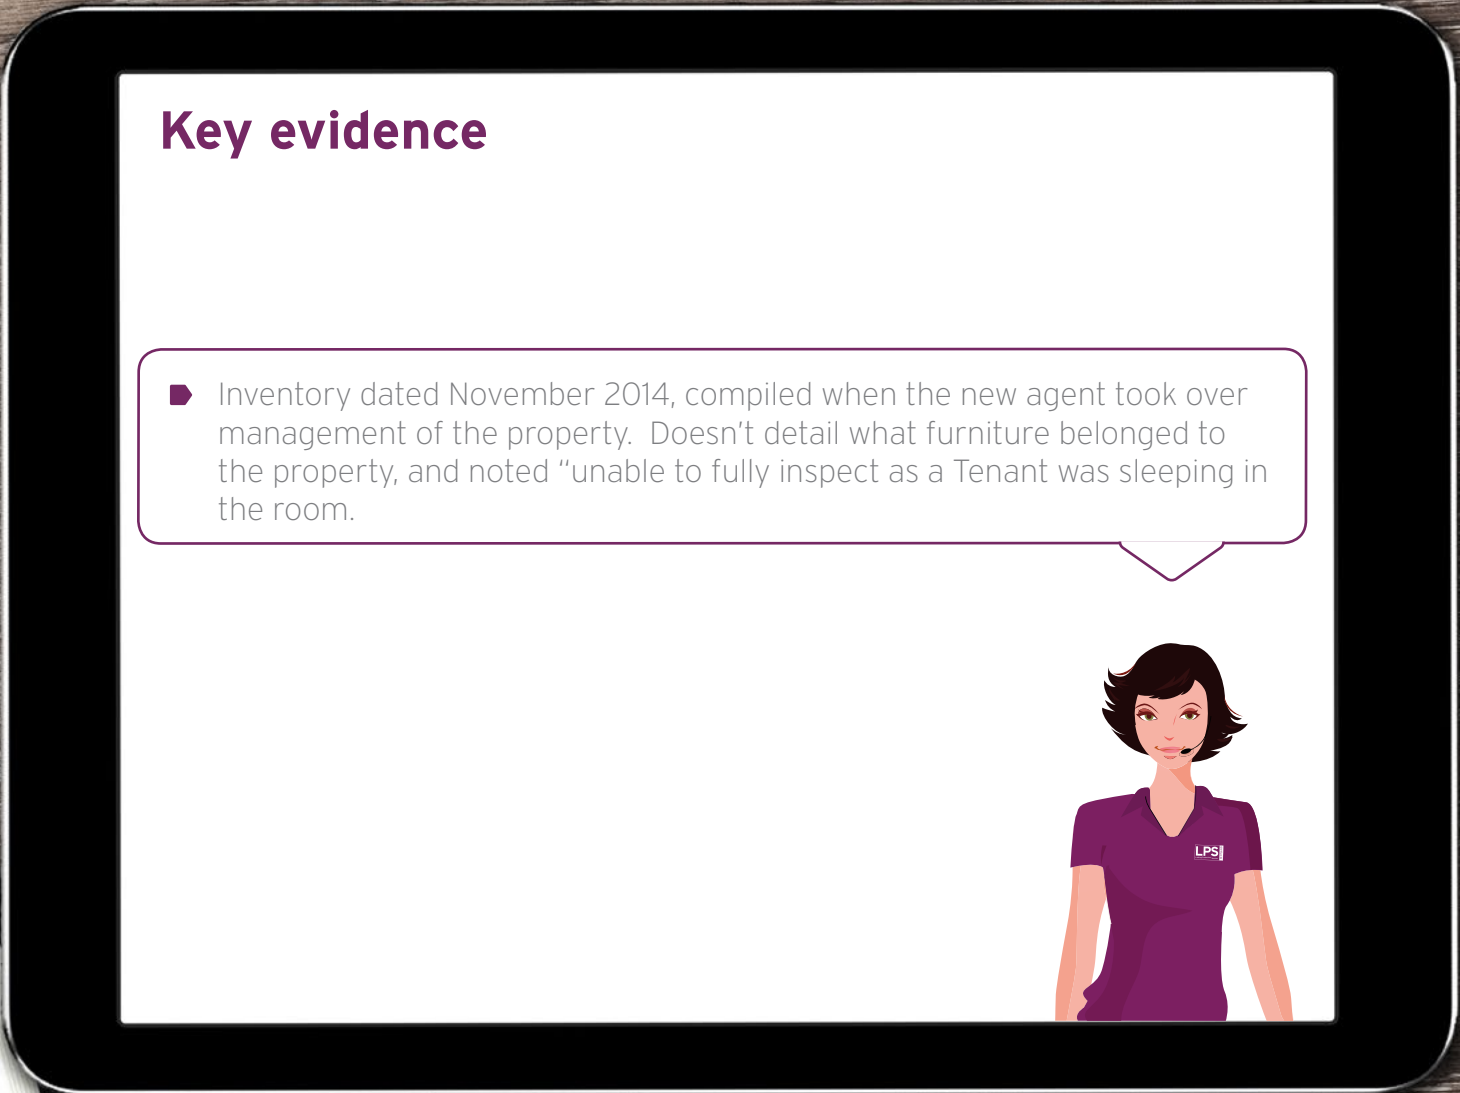 Key evidence
Inventory dated November 2014, compiled when the new agent took over
management of the property.  Doesn't detail what furniture belonged to
the property, and noted “unable to fully inspect as a Tenant was sleeping in
the room.
LPS